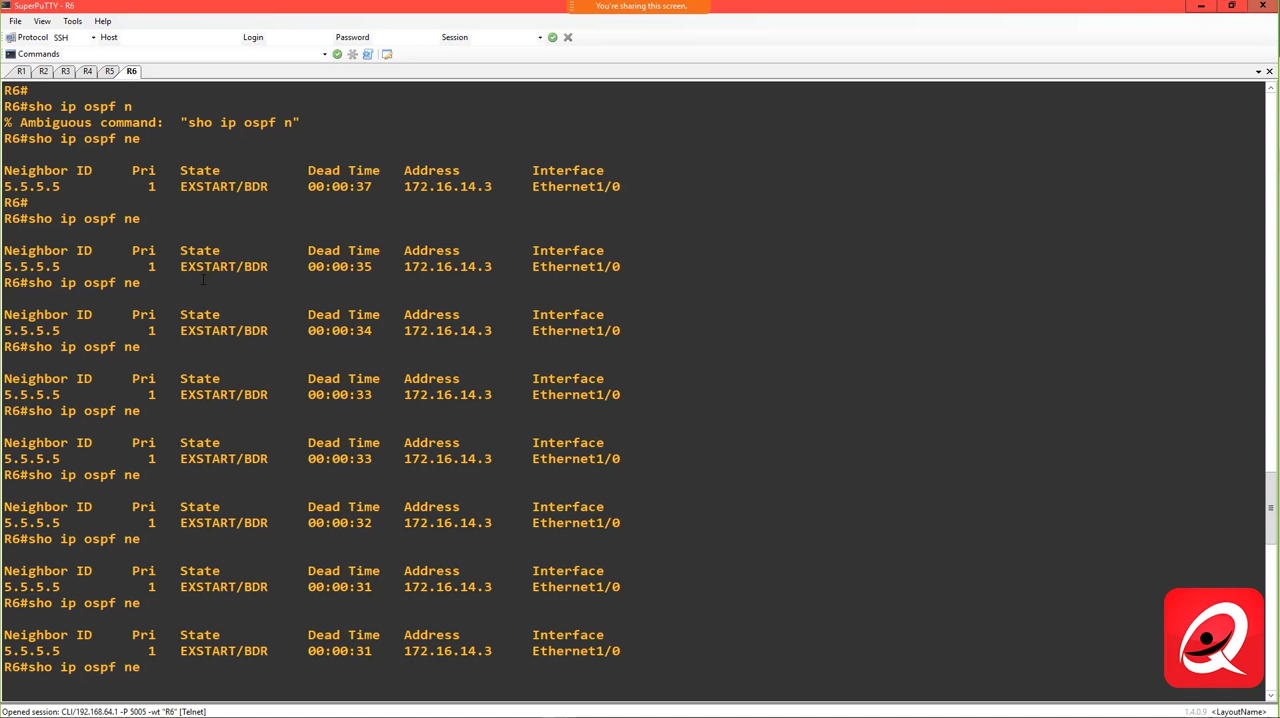 SuperPuTTY - R6
You're sharing this screen.
File View Tools Help
Protocol SSH Host Login Password Session
Commands
R1 R2 R3 R4 R5 R6
R6#
R6#sho ip ospf n
% Ambiguous command:  "sho ip ospf n"
R6#sho ip ospf ne
Neighbor ID     Pri   State           Dead Time   Address         Interface
5.5.5.5           1   EXSTART/BDR     00:00:37    172.16.14.3     Ethernet1/0
R6#
R6#sho ip ospf ne
Neighbor ID     Pri   State           Dead Time   Address         Interface
5.5.5.5           1   EXSTART/BDR     00:00:35    172.16.14.3     Ethernet1/0
R6#sho ip ospf ne
Neighbor ID     Pri   State           Dead Time   Address         Interface
5.5.5.5           1   EXSTART/BDR     00:00:34    172.16.14.3     Ethernet1/0
R6#sho ip ospf ne
Neighbor ID     Pri   State           Dead Time   Address         Interface
5.5.5.5           1   EXSTART/BDR     00:00:33    172.16.14.3     Ethernet1/0
R6#sho ip ospf ne
Neighbor ID     Pri   State           Dead Time   Address         Interface
5.5.5.5           1   EXSTART/BDR     00:00:33    172.16.14.3     Ethernet1/0
R6#sho ip ospf ne
Neighbor ID     Pri   State           Dead Time   Address         Interface
5.5.5.5           1   EXSTART/BDR     00:00:32    172.16.14.3     Ethernet1/0
R6#sho ip ospf ne
Neighbor ID     Pri   State           Dead Time   Address         Interface
5.5.5.5           1   EXSTART/BDR     00:00:31    172.16.14.3     Ethernet1/0
R6#sho ip ospf ne
Neighbor ID     Pri   State           Dead Time   Address         Interface
5.5.5.5           1   EXSTART/BDR     00:00:31    172.16.14.3     Ethernet1/0
R6#sho ip ospf ne
Opened session: CLI/192.168.64.1 -P 5005 -wt "R6" [Telnet] 1.4.0.9 <LayoutName>